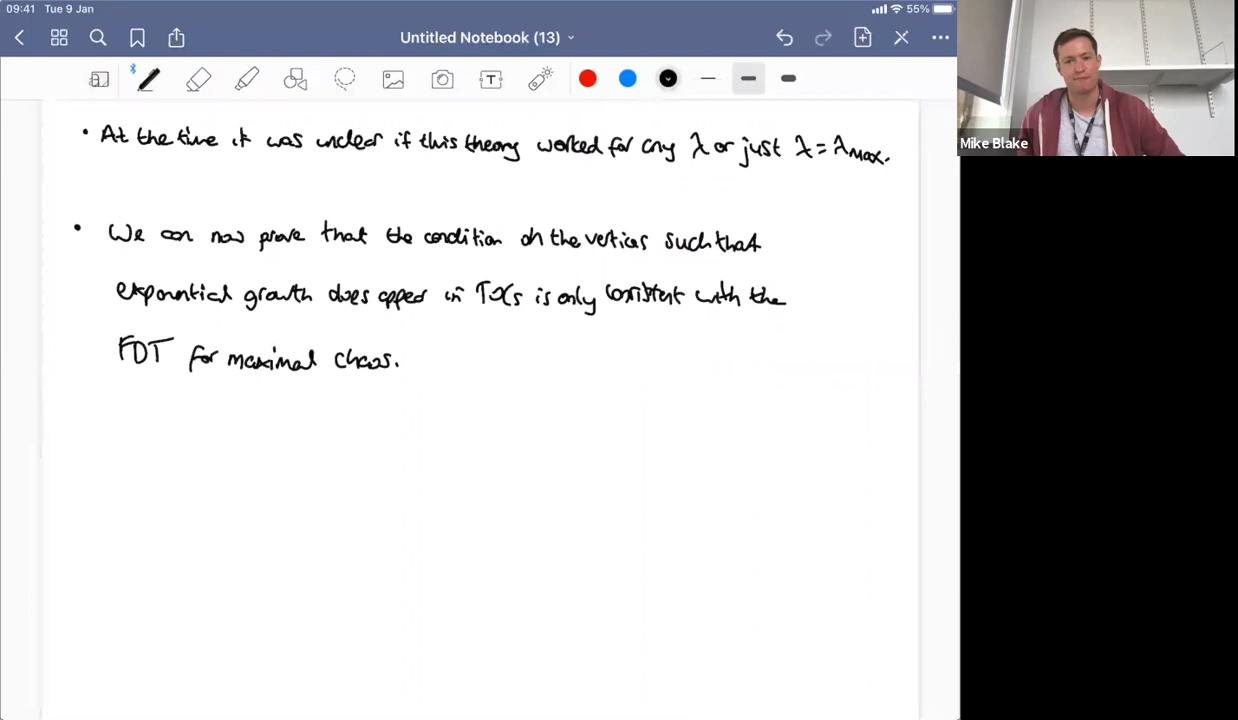 09:41 Tue 9 Jan
55%
Untitled Notebook (13)
Mike Blake
• At the time it was unclear if this theory worked for any λ or just λ = λmax.
• We can now prove that the condition on the vertices such that
exponential growth does appear in TOCs is only consistent with the
FDT for maximal chaos.